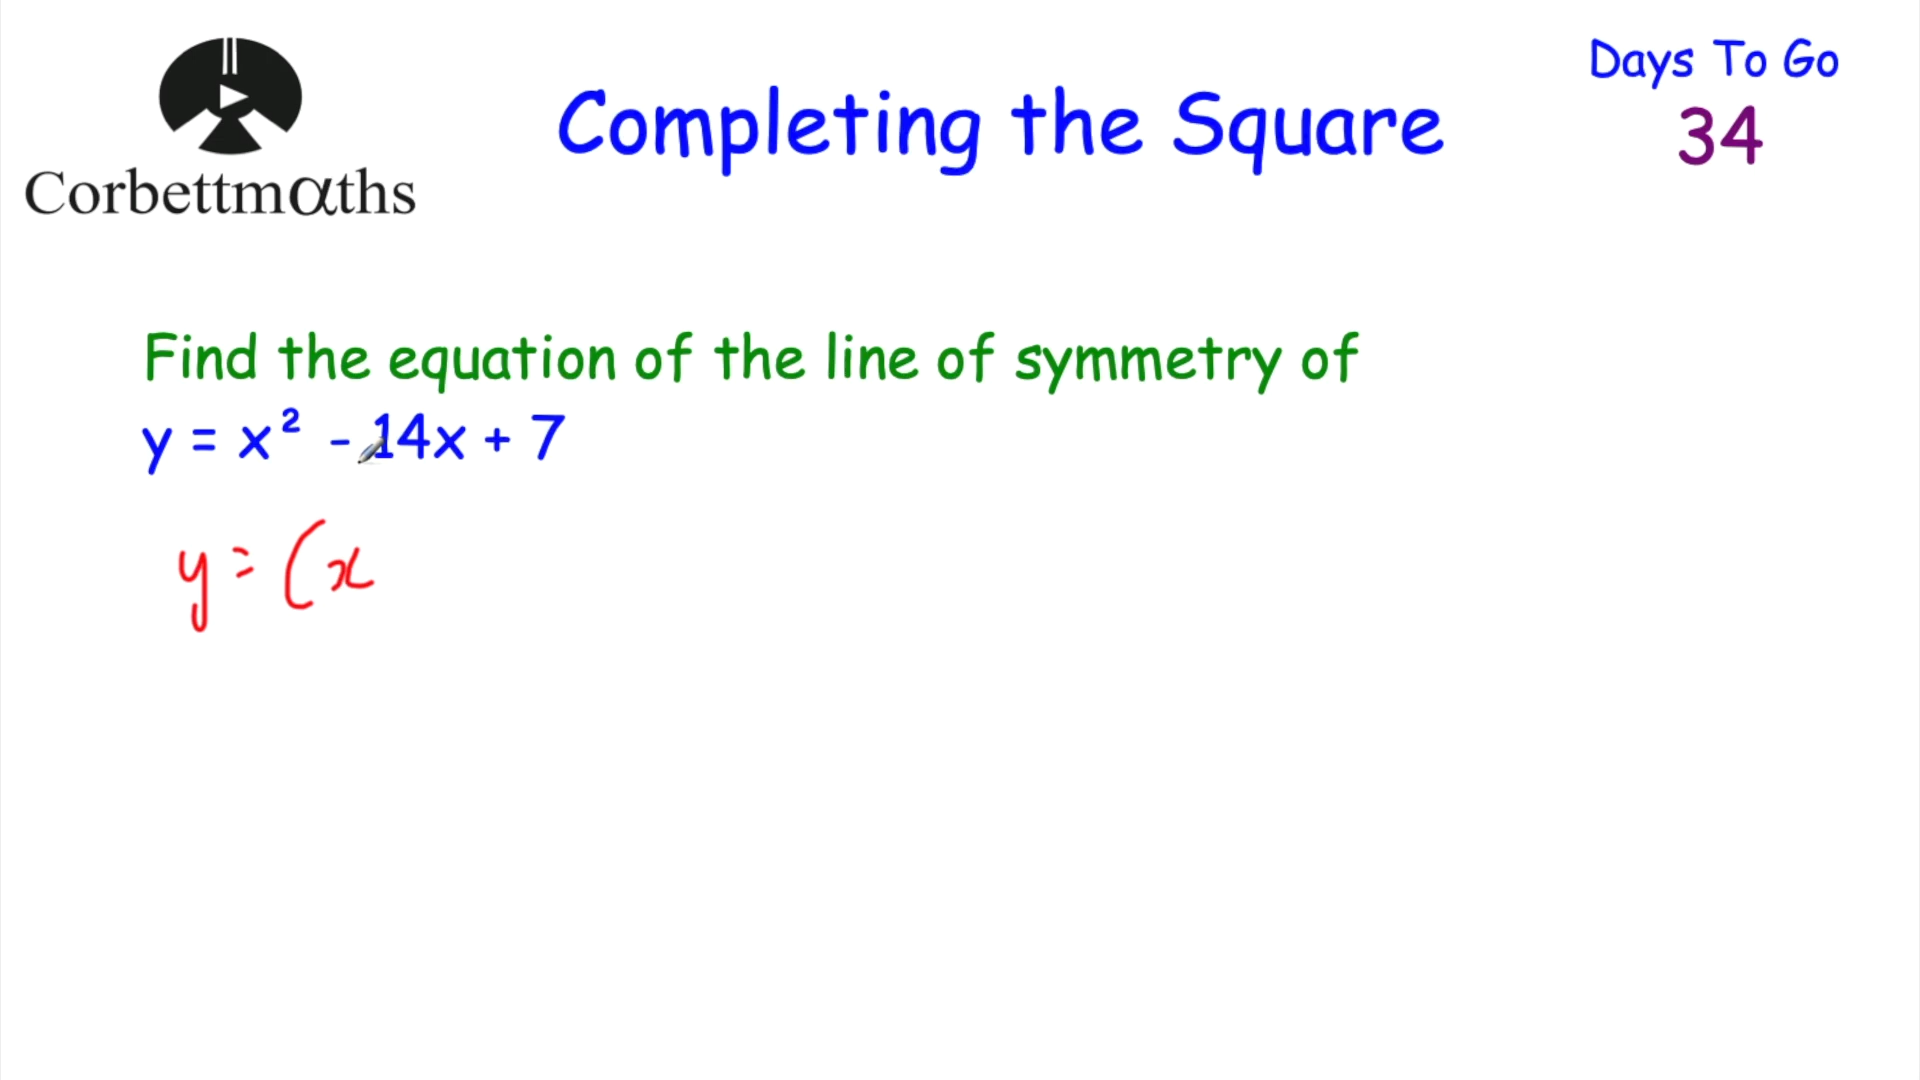 Corbettmαths
Completing the Square
Days To Go
34
Find the equation of the line of symmetry of
y = x² - 14x + 7
y = (x